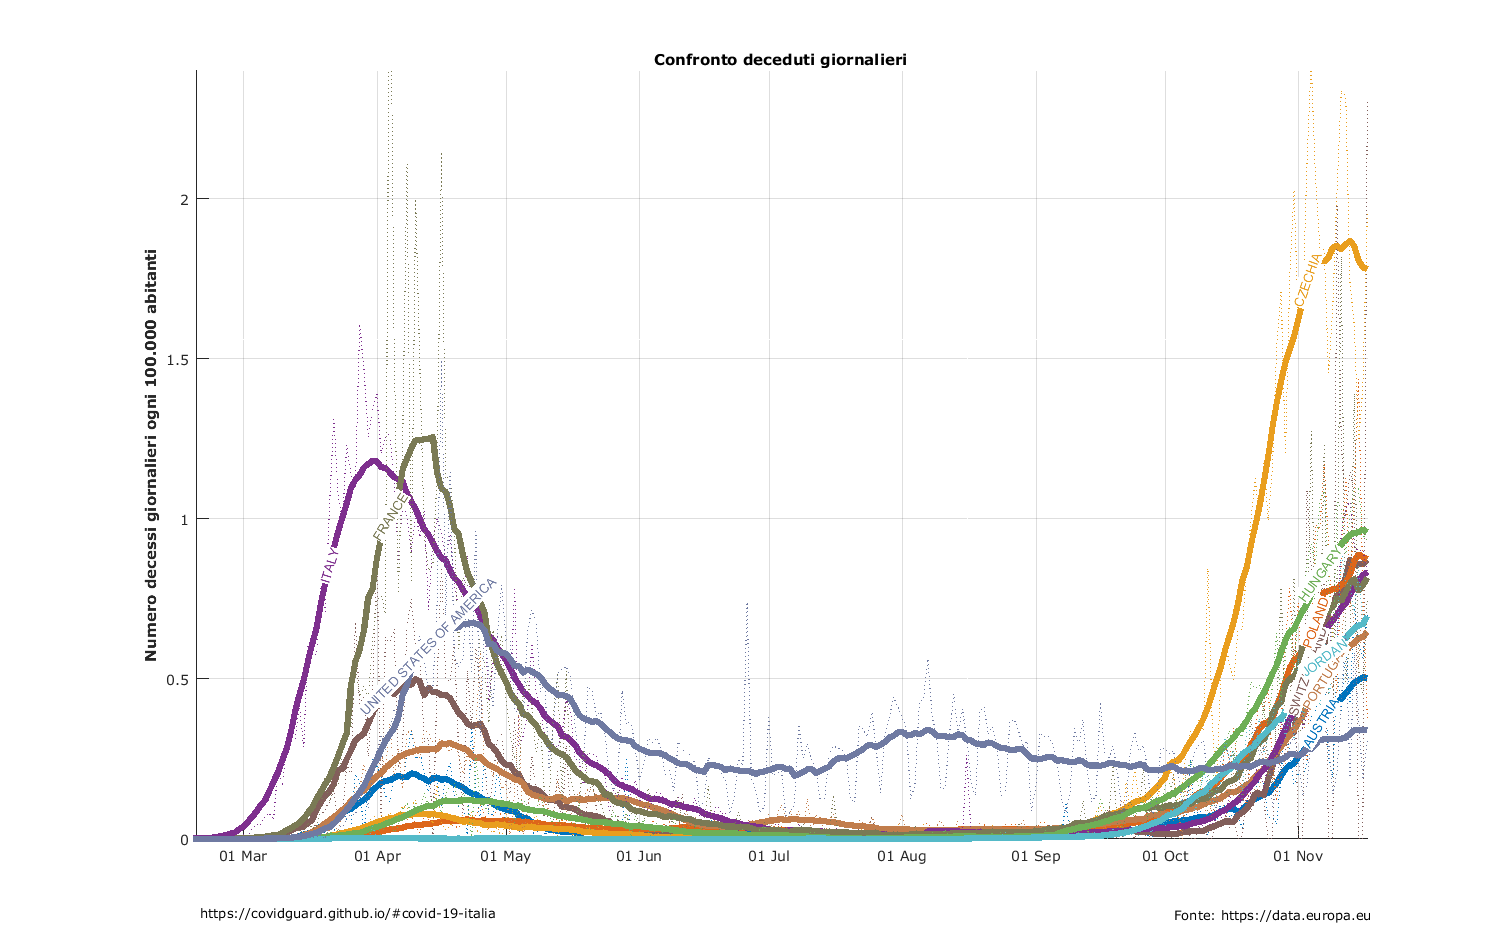 Confronto deceduti giornalieri
Numero decessi giornalieri ogni 100.000 abitanti
2
1.5
1
0.5
0
CZECHIA
ITALY
FRANCE
UNITED STATES OF AMERICA
HUNGARY
POLAND
JORDAN
PORTUGAL
AUSTRIA
01 Mar
01 Apr
01 May
01 Jun
01 Jul
01 Aug
01 Sep
01 Oct
01 Nov
https://covidguard.github.io/#covid-19-italia
Fonte: https://data.europa.eu